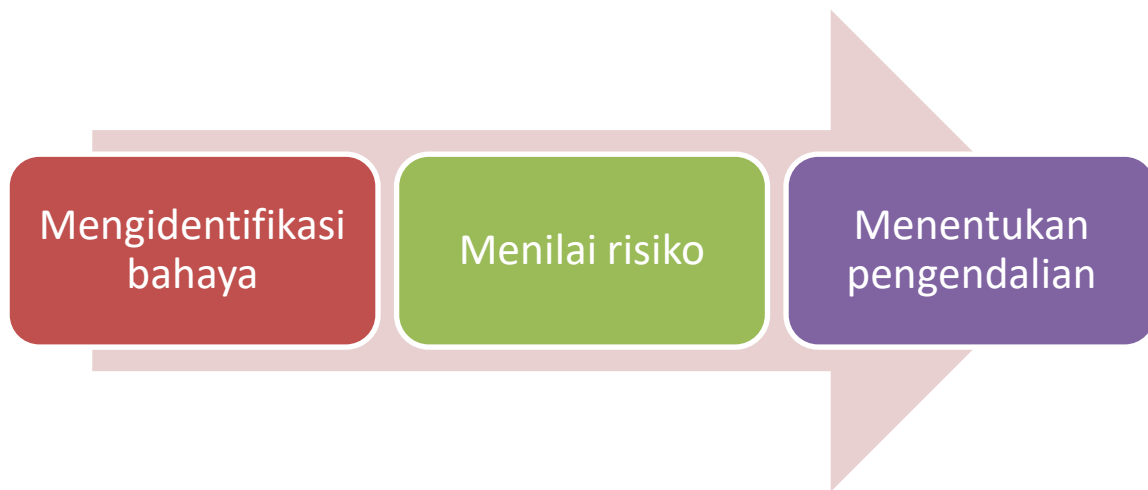 Mengidentifikasi
bahaya
Menilai risiko
Menentukan
pengendalian